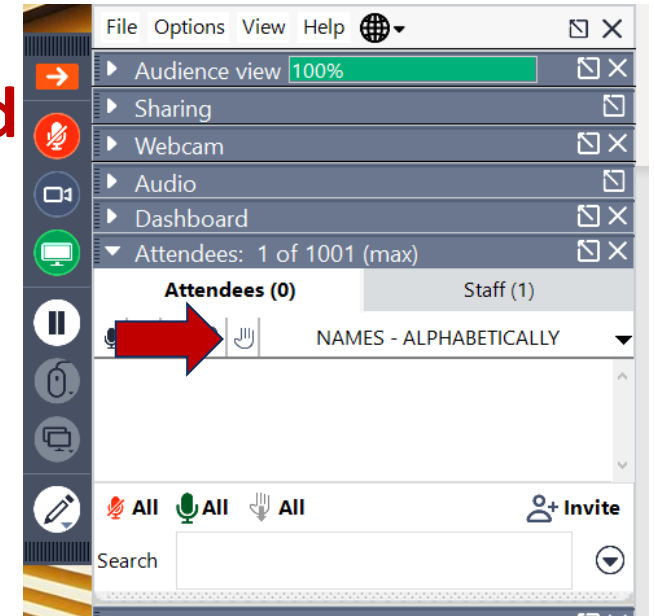 File Options View Help
d
Audience view 100%
Sharing
Webcam
Audio
Dashboard
Attendees: 1 of 1001 (max)
Attendees (0) Staff (1)
NAMES - ALPHABETICALLY
All All All Invite
Search